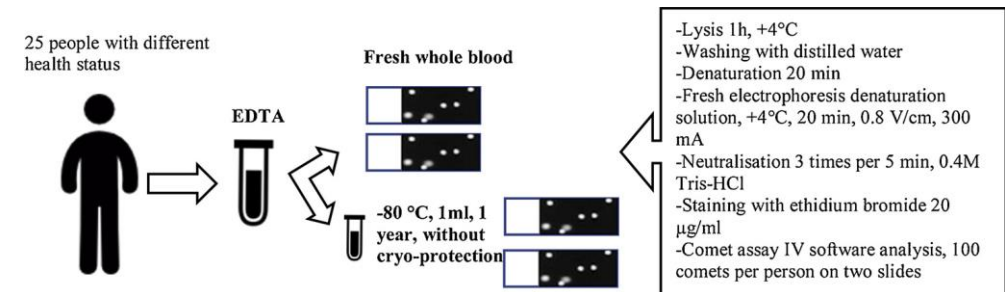 25 people with different
health status
EDTA
Fresh whole blood
-80 °C, 1ml, 1
year, without
cryo-protection
-Lysis 1h, +4°C
-Washing with distilled water
-Denaturation 20 min
-Fresh electrophoresis denaturation
solution, +4°C, 20 min, 0.8 V/cm, 300
mA
-Neutralisation 3 times per 5 min, 0.4M
Tris-HCl
-Staining with ethidium bromide 20
μg/ml
-Comet assay IV software analysis, 100
comets per person on two slides